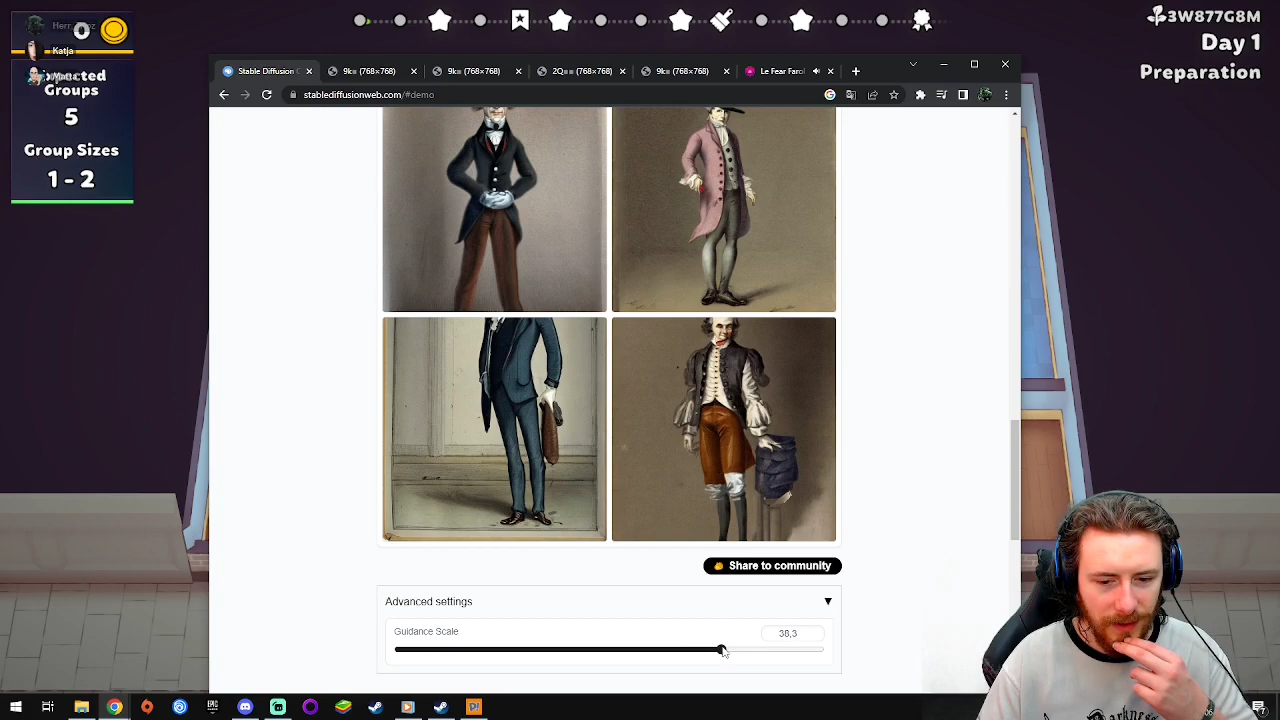 Katja
0
Groups
5
Group Sizes
1 - 2
3W877G8M
Day 1
Preparation
Stable Diffusion
9k (768×768)
9k (768×768)
2Q (768×768)
9k (768×768)
Le Fear Farol
stablediffusionweb.com/#demo
Share to community
Advanced settings
Guidance Scale
38,3